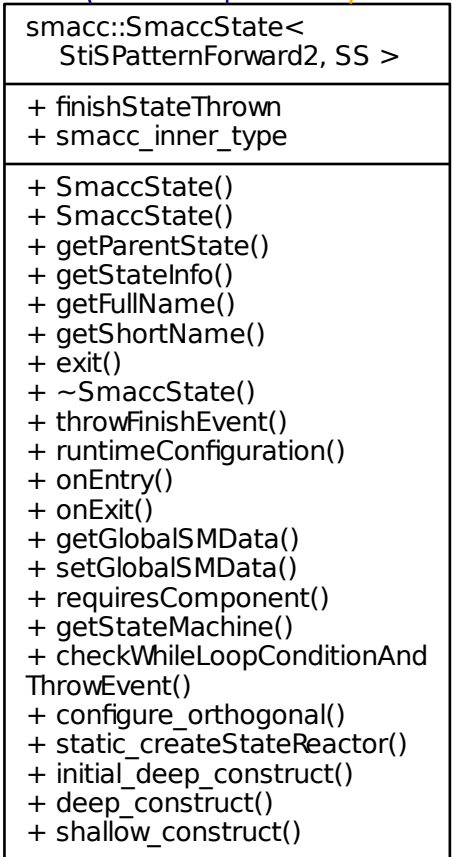 smacc::SmaccState<
StiSPatternForward2, SS >
+ finishStateThrown
+ smacc_inner_type
+ SmaccState()
+ SmaccState()
+ getParentState()
+ getStateInfo()
+ getFullName()
+ getShortName()
+ exit()
+ ~SmaccState()
+ throwFinishEvent()
+ runtimeConfiguration()
+ onEntry()
+ onExit()
+ getGlobalSMData()
+ setGlobalSMData()
+ requiresComponent()
+ getStateMachine()
+ checkWhileLoopConditionAnd
ThrowEvent()
+ configure_orthogonal()
+ static_createStateReactor()
+ initial_deep_construct()
+ deep_construct()
+ shallow_construct()